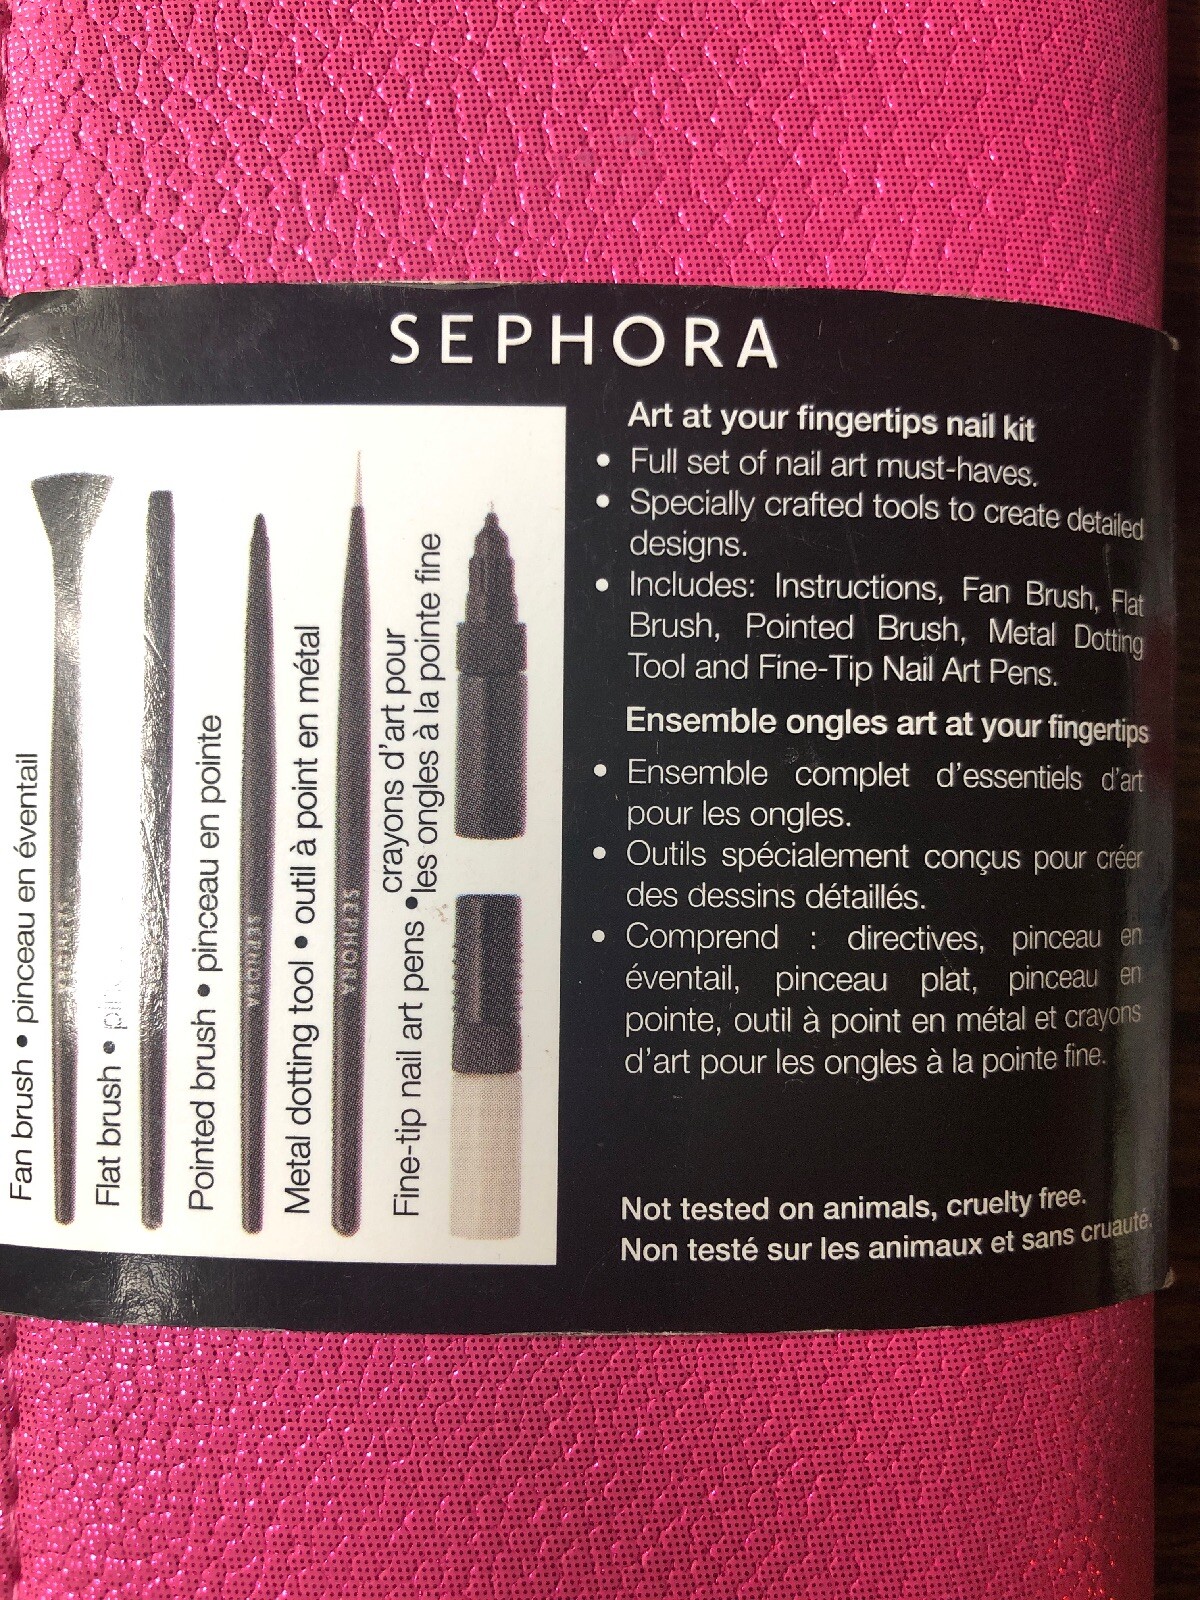 SEPHORA
Art at your fingertips nail kit
• Full set of nail art must-haves.
• Specially crafted tools to create detailed
designs.
• Includes: Instructions, Fan Brush, Flat
Brush, Pointed Brush, Metal Dotting
Tool and Fine-Tip Nail Art Pens.
Ensemble ongles art at your fingertips
• Ensemble complet d'essentiels d'art
pour les ongles.
• Outils spécialement conçus pour créer
des dessins détaillés.
• Comprend : directives, pinceau en
éventail, pinceau plat, pinceau en
pointe, outil à point en métal et crayons
d'art pour les ongles à la pointe fine.
Not tested on animals, cruelty free.
Non testé sur les animaux et sans cruauté.
Fan brush • pinceau en éventail
SEPHORA
Flat brush •
Pointed brush • pinceau en pointe
SEPHORA
Metal dotting tool • outil à point en métal
SEPHORA
Fine-tip nail art pens • crayons d'art pour
les ongles à la pointe fine